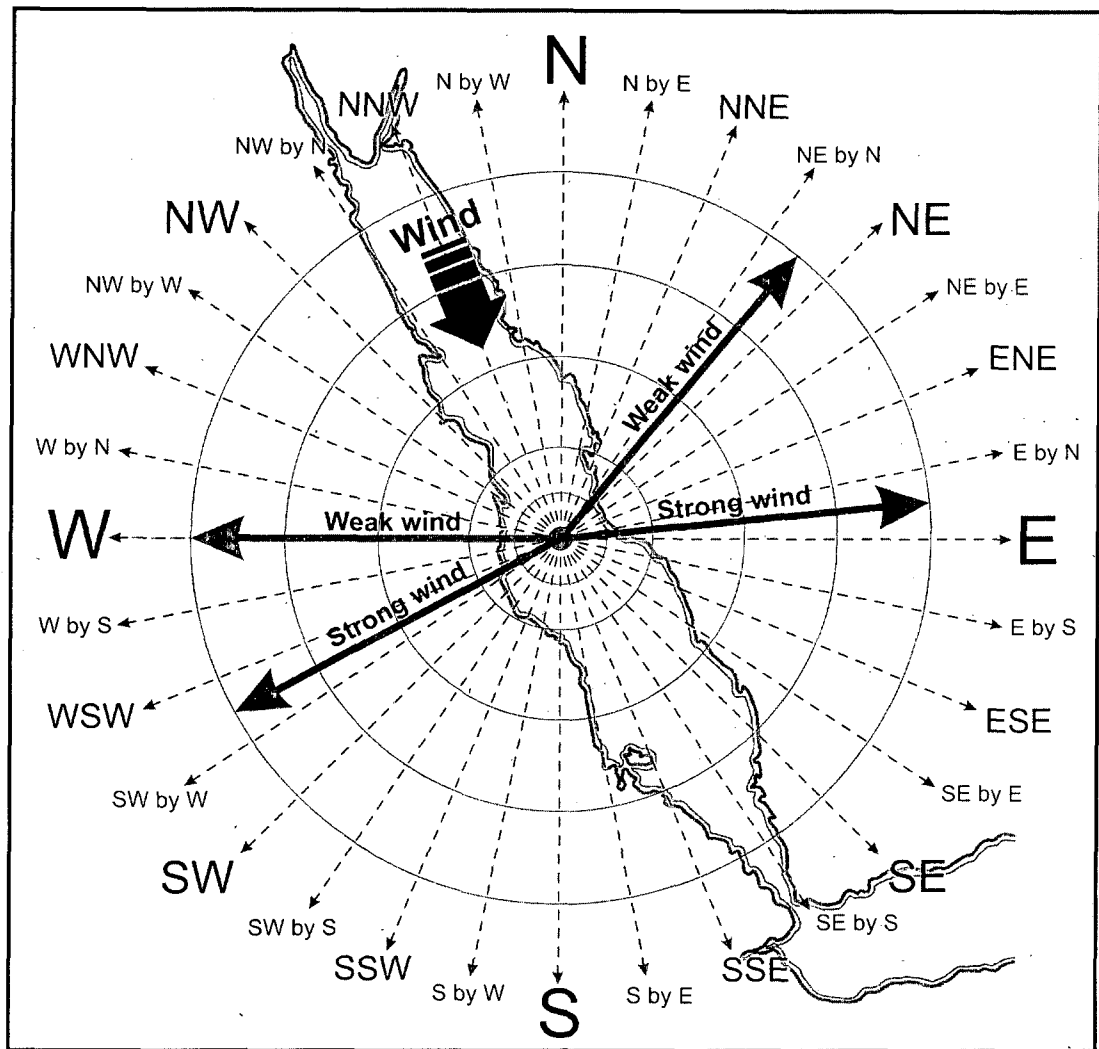 N
N by W
N by E
NNW
NNE
NW by N
NE by N
NW
Wind
NE
NW by W
NE by E
WNW
Weak wind
ENE
W by N
E by N
Strong wind
W
Weak wind
E
Strong wind
W by S
E by S
WSW
ESE
SW by W
SE by E
SW
SE
SW by S
SE by S
SSW
SSE
S by W
S by E
S